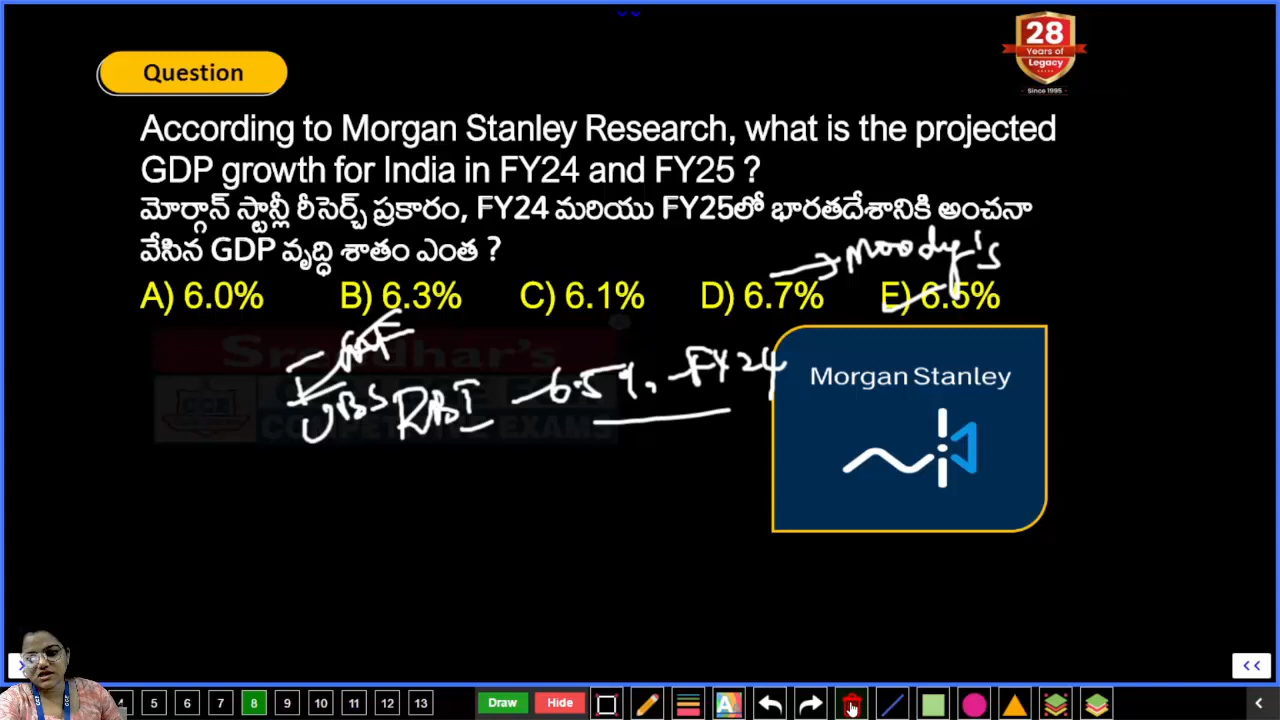 28
Years of
Legacy
Since 1995
Question
According to Morgan Stanley Research, what is the projected
GDP growth for India in FY24 and FY25 ?
మోర్గాన్ స్టాన్లీ రీసెర్చ్ ప్రకారం, FY24 మరియు FY25లో భారతదేశానికి అంచనా
వేసిన GDP వృద్ధి శాతం ఎంత ?
Moody's
A) 6.0% B) 6.3% C) 6.1% D) 6.7% E) 6.5%
UBS RBI - 6.5%. FY24
Morgan Stanley
COMPETITIVE EXAMS
4 5 6 7 8 9 10 11 12 13 Draw Hide